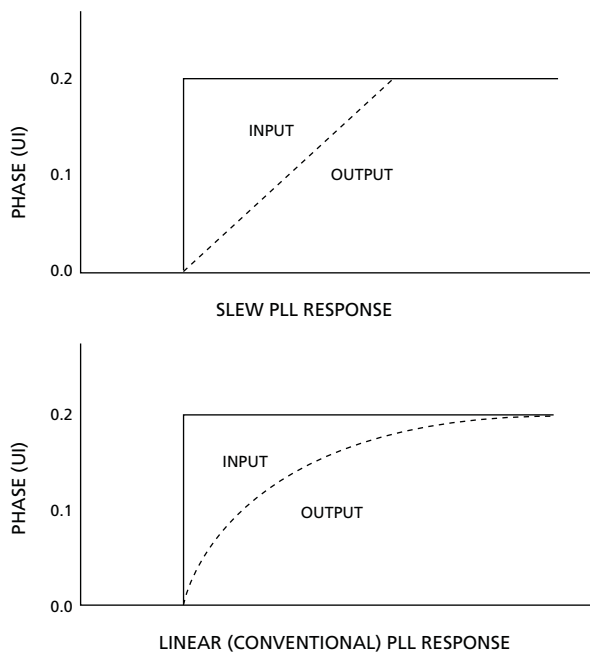 PHASE (UI)
0.2
0.1
0.0
INPUT
OUTPUT
SLEW PLL RESPONSE
PHASE (UI)
0.2
0.1
0.0
INPUT
OUTPUT
LINEAR (CONVENTIONAL) PLL RESPONSE